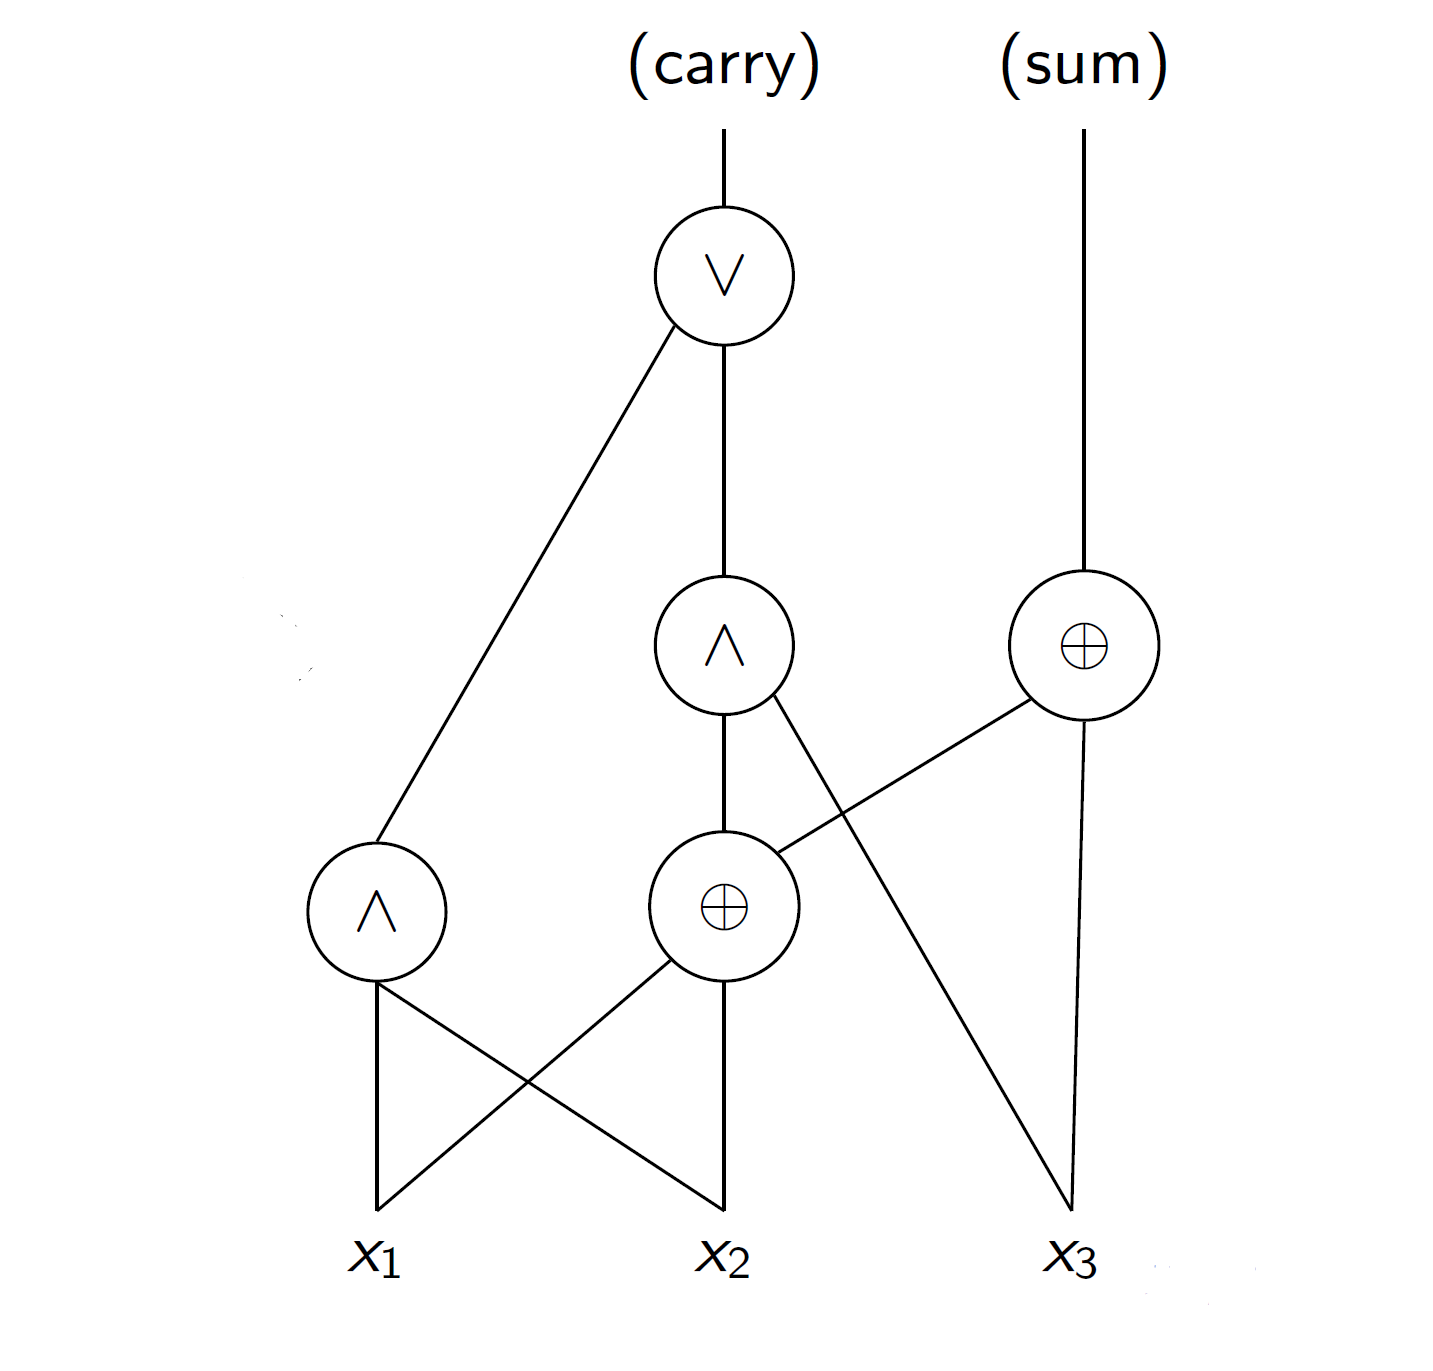 (carry) (sum)
∨
∧ ⊕
∧ ⊕
x₁ x₂ x₃